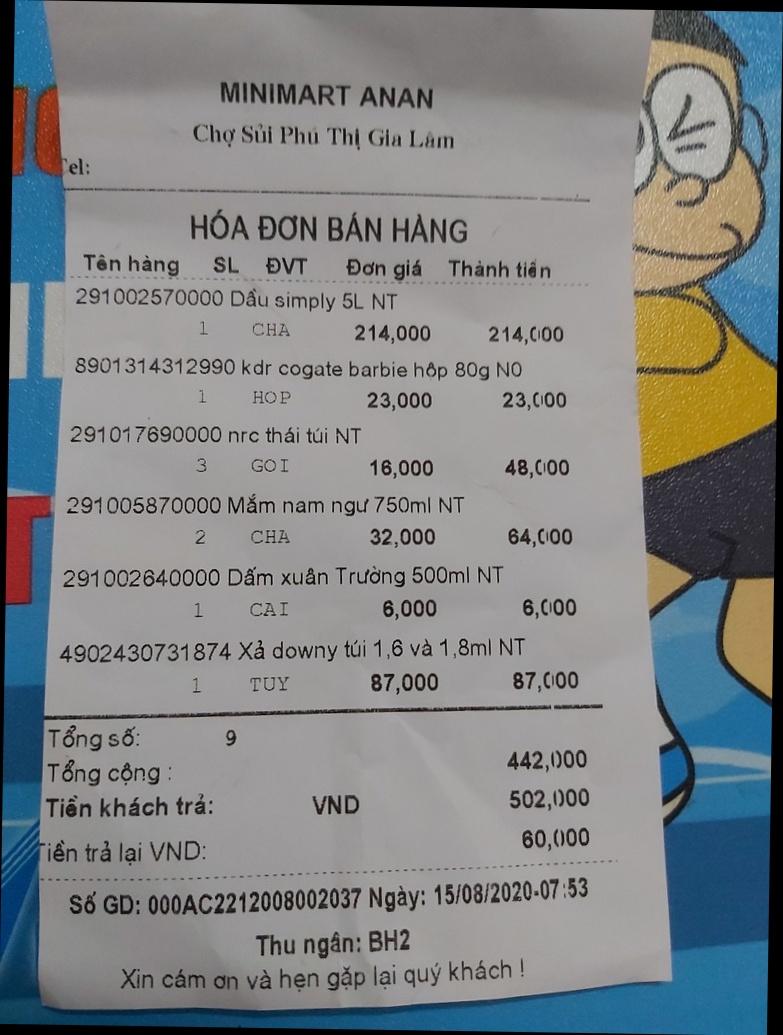 MINIMART ANAN
Chợ Sủi Phú Thị Gia Lâm
Tel:
HÓA ĐƠN BÁN HÀNG
Tên hàng SL ĐVT Đơn giá Thành tiền
291002570000 Dầu simply 5L NT
1 CHA 214,000 214,000
8901314312990 kdr cogate barbie hôp 80g N0
1 HOP 23,000 23,000
291017690000 nrc thái túi NT
3 GOI 16,000 48,000
291005870000 Mắm nam ngư 750ml NT
2 CHA 32,000 64,000
291002640000 Dấm xuân Trường 500ml NT
1 CAI 6,000 6,000
4902430731874 Xả downy túi 1,6 và 1,8ml NT
1 TUY 87,000 87,000
Tổng số: 9
Tổng cộng : 442,000
Tiền khách trả: VND 502,000
Tiền trả lại VND: 60,000
Số GD: 000AC2212008002037 Ngày: 15/08/2020-07:53
Thu ngân: BH2
Xin cám ơn và hẹn gặp lại quý khách !